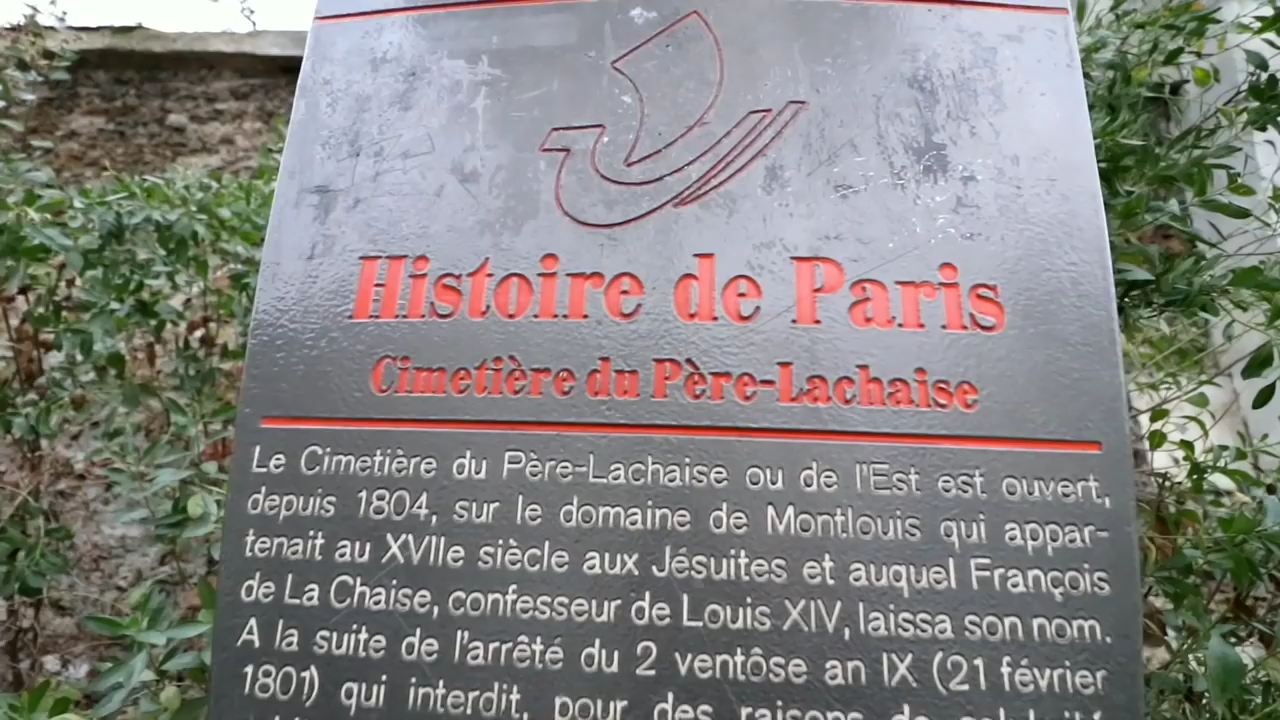 Histoire de Paris
Cimetière du Père-Lachaise
Le Cimetière du Père-Lachaise ou de l'Est est ouvert,
depuis 1804, sur le domaine de Montlouis qui appar-
tenait au XVIIe siècle aux Jésuites et auquel François
de La Chaise, confesseur de Louis XIV, laissa son nom.
A la suite de l'arrêté du 2 ventôse an IX (21 février
1801) qui interdit, pour des raisons de